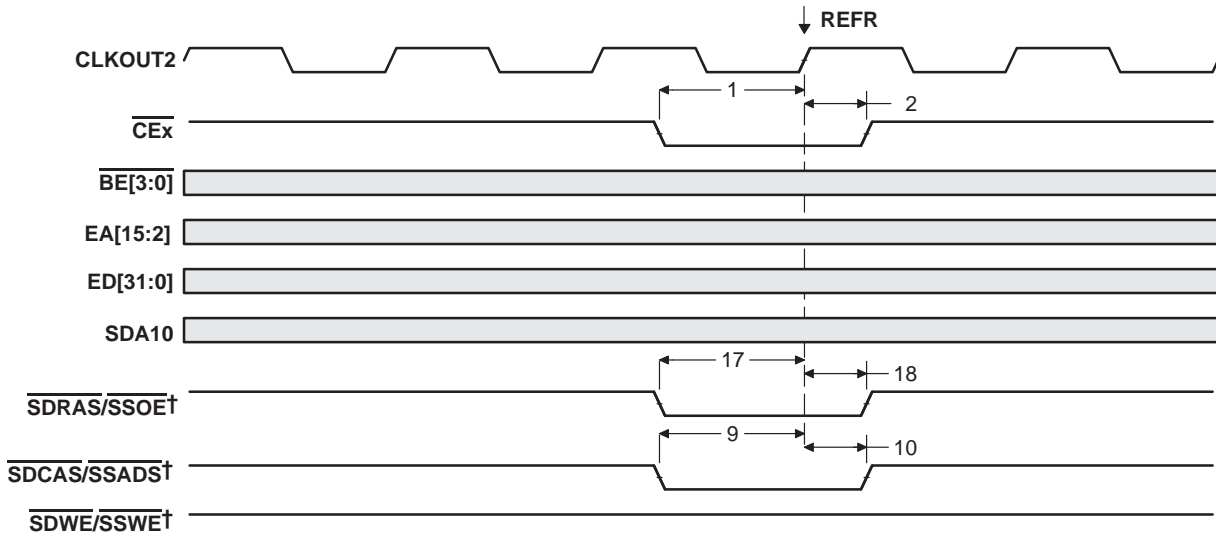 REFR
CLKOUT2
1
2
CEx
BE[3:0]
EA[15:2]
ED[31:0]
SDA10
17
18
SDRAS/SSOE†
9
10
SDCAS/SSADS†
SDWE/SSWE†